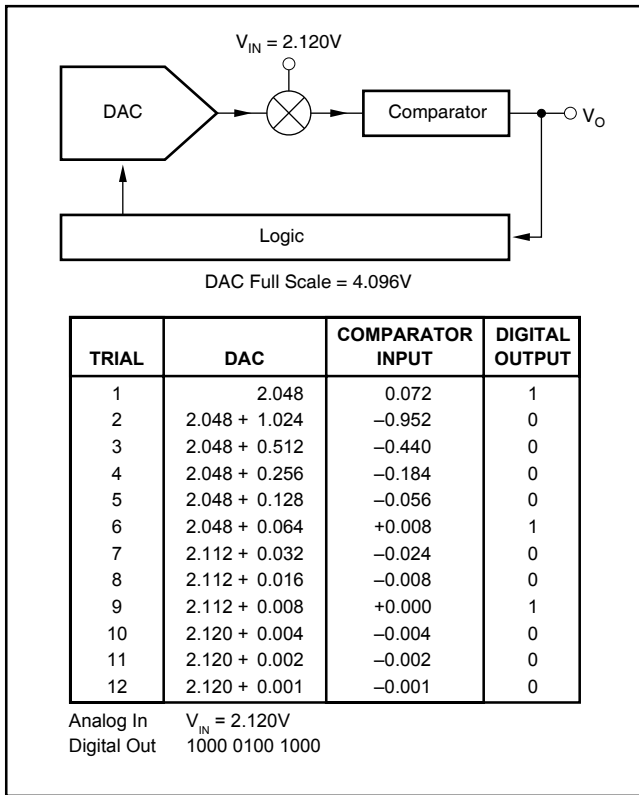 V_IN = 2.120V
DAC
Comparator
V_O
Logic
DAC Full Scale = 4.096V
TRIAL DAC COMPARATOR INPUT DIGITAL OUTPUT
1 2.048 0.072 1
2 2.048 + 1.024 –0.952 0
3 2.048 + 0.512 –0.440 0
4 2.048 + 0.256 –0.184 0
5 2.048 + 0.128 –0.056 0
6 2.048 + 0.064 +0.008 1
7 2.112 + 0.032 –0.024 0
8 2.112 + 0.016 –0.008 0
9 2.112 + 0.008 +0.000 1
10 2.120 + 0.004 –0.004 0
11 2.120 + 0.002 –0.002 0
12 2.120 + 0.001 –0.001 0
Analog In V_IN = 2.120V
Digital Out 1000 0100 1000